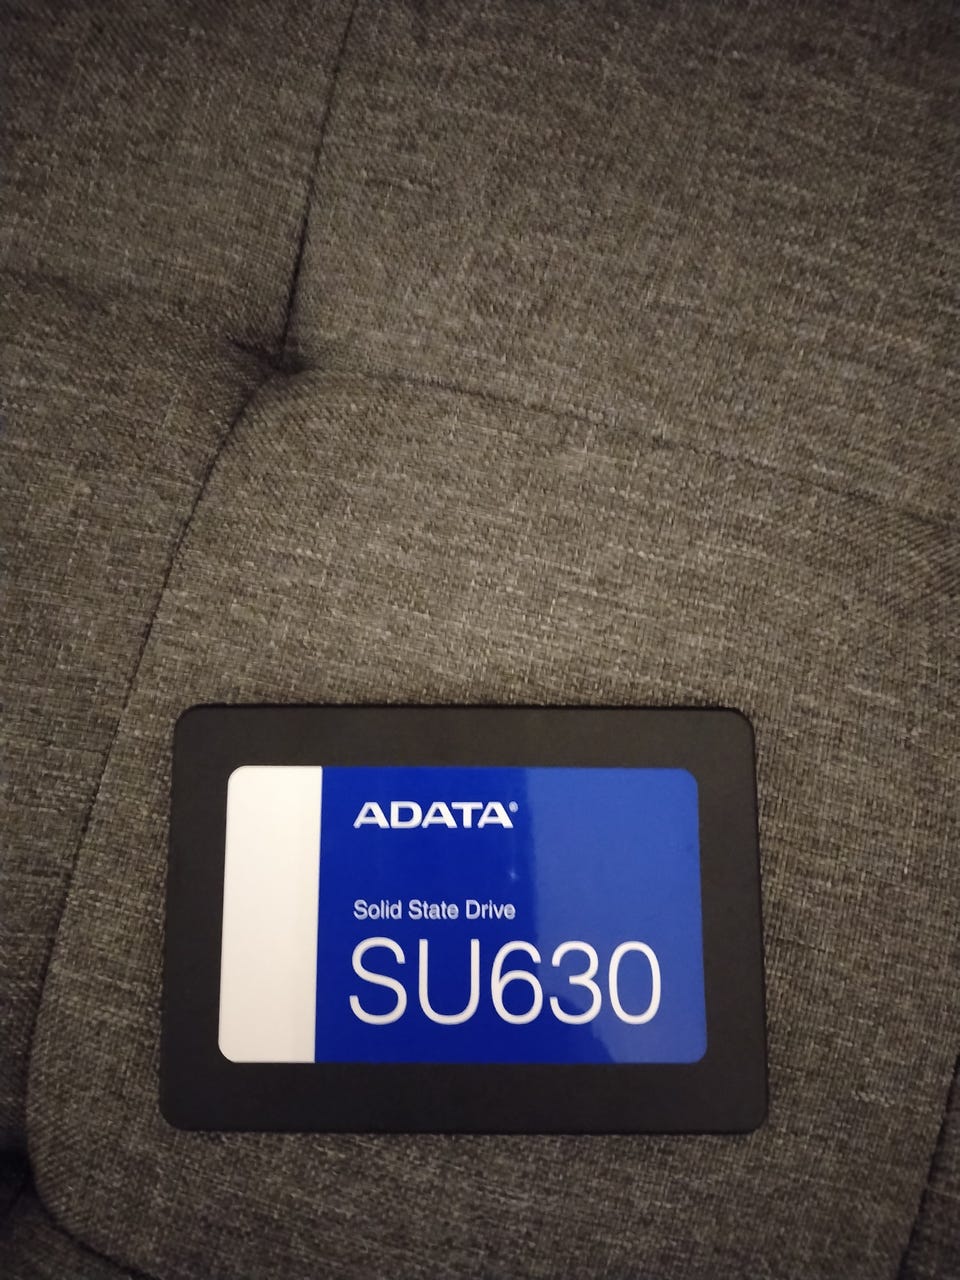 ADATA®
Solid State Drive
SU630